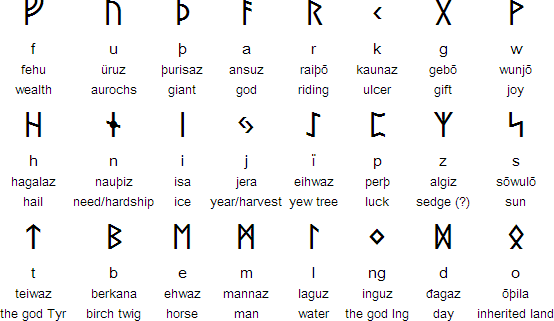 ᚠ ᚢ ᚦ ᚨ ᚱ ᚲ ᚷ ᚹ
f u þ a r k g w
fehu üruz þurisaz ansuz raiþō kaunaz gebō wunjō
wealth aurochs giant god riding ulcer gift joy
ᚺ ᚾ ᛁ ᛃ ᛇ ᛈ ᛉ ᛊ
h n i j ï p z s
hagalaz nauþiz isa jera eihwaz perþ algiz sōwulō
hail need/hardship ice year/harvest yew tree luck sedge (?) sun
ᛏ ᛒ ᛖ ᛗ ᛚ ᛜ ᛞ ᛟ
t b e m l ng d o
teiwaz berkana ehwaz mannaz laguz inguz đagaz ōþila
the god Tyr birch twig horse man water the god Ing day inherited land